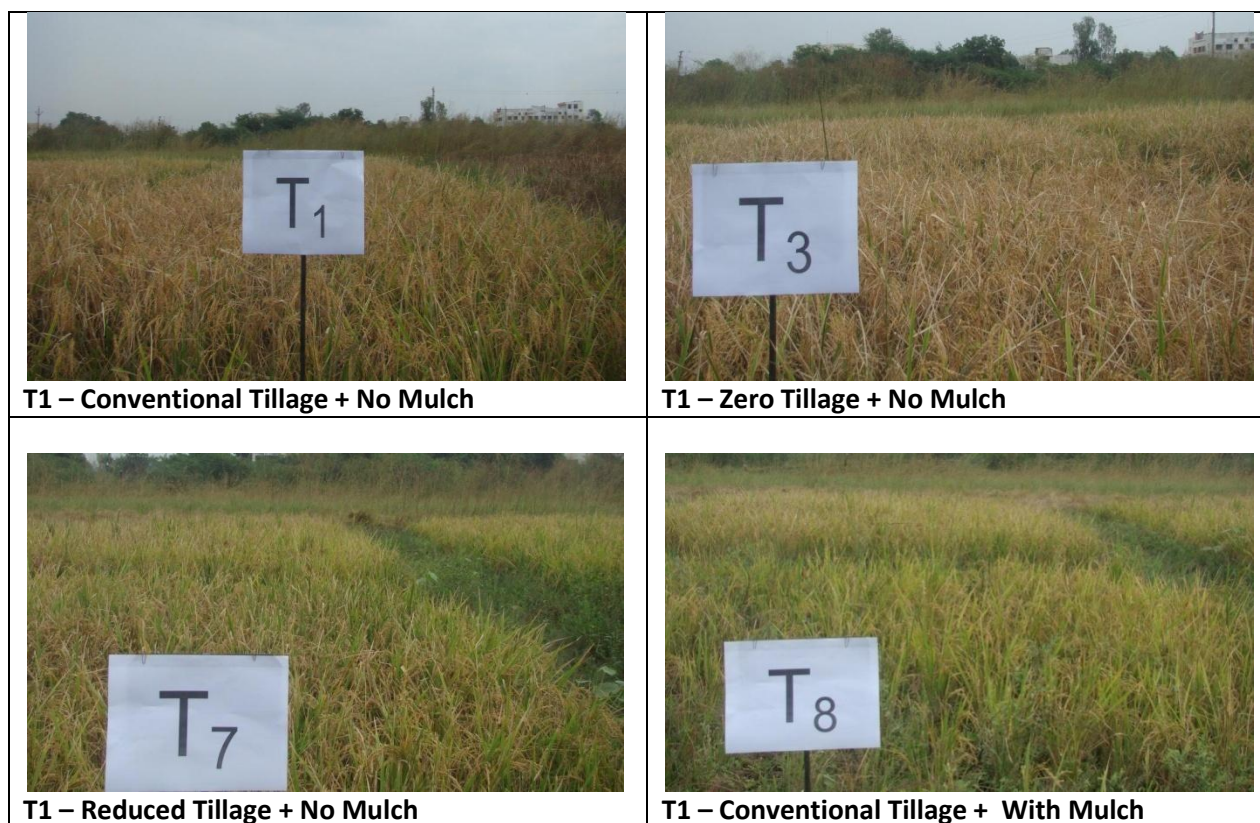 T1
T3
T1 – Conventional Tillage + No Mulch
T1 – Zero Tillage + No Mulch
T7
T8
T1 – Reduced Tillage + No Mulch
T1 – Conventional Tillage + With Mulch